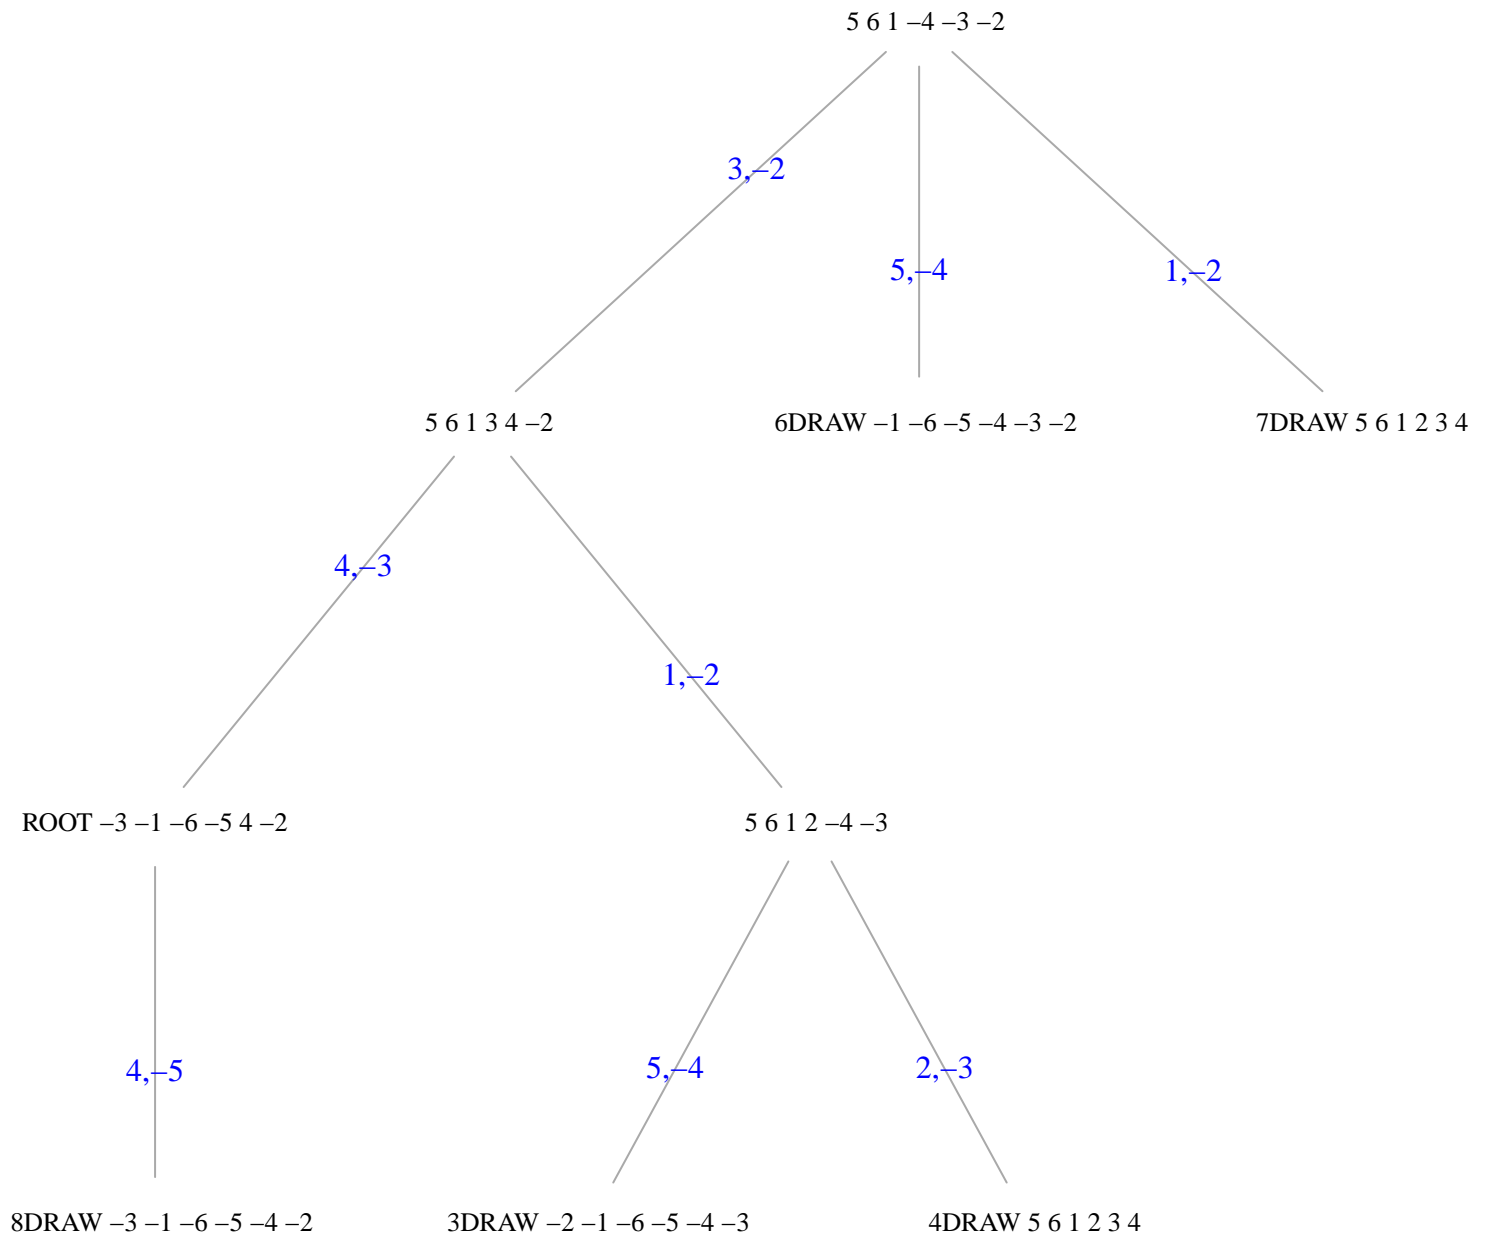 5 6 1 –4 –3 –2
3,–2
5,–4
1,–2
5 6 1 3 4 –2
6DRAW –1 –6 –5 –4 –3 –2
7DRAW 5 6 1 2 3 4
4,–3
1,–2
ROOT –3 –1 –6 –5 4 –2
5 6 1 2 –4 –3
4,–5
5,–4
2,–3
8DRAW –3 –1 –6 –5 –4 –2
3DRAW –2 –1 –6 –5 –4 –3
4DRAW 5 6 1 2 3 4